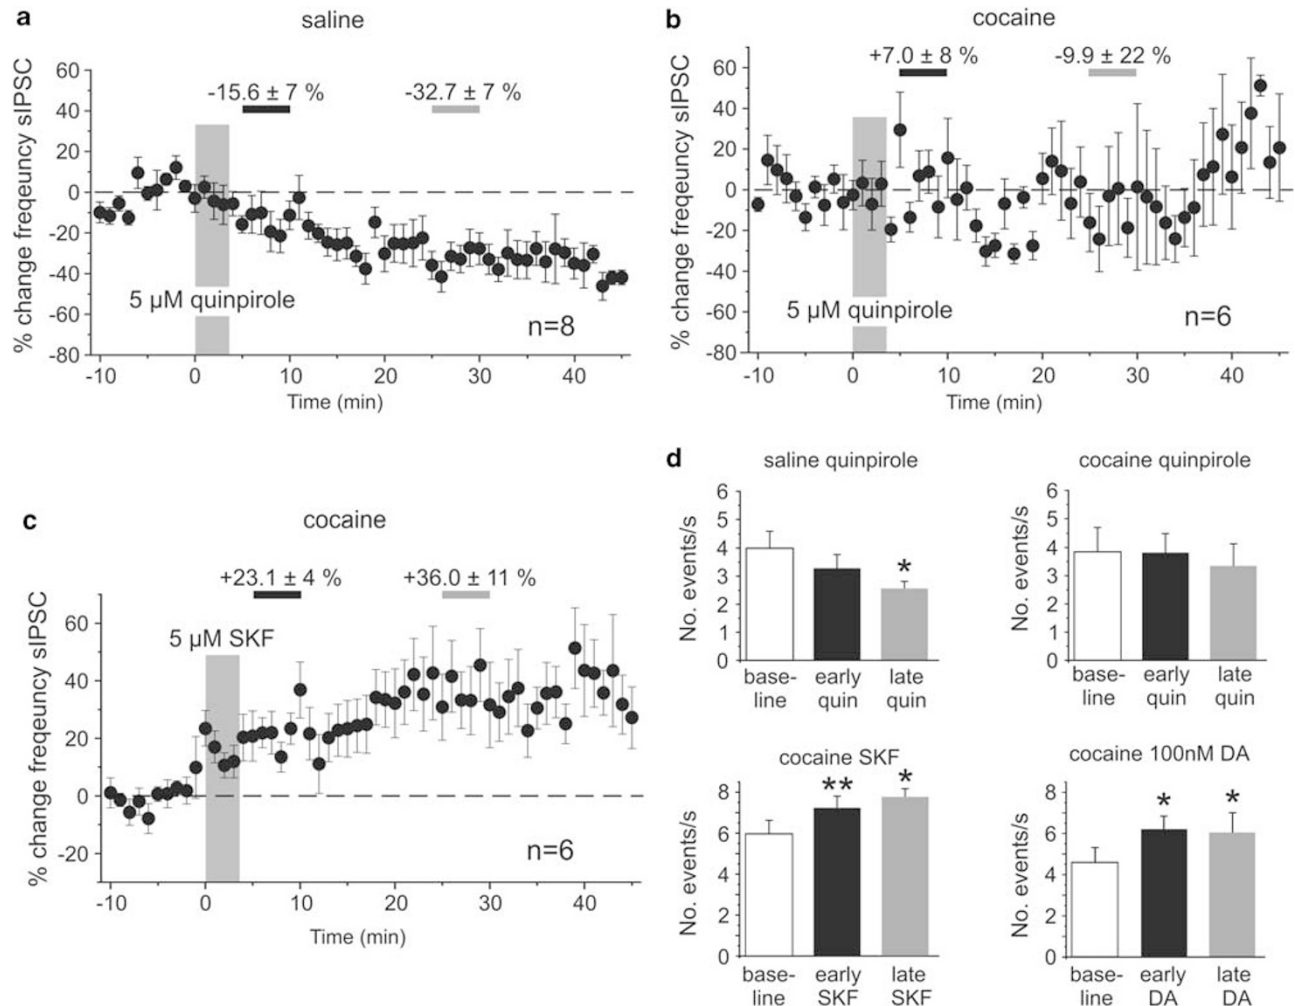 a
saline
-15.6 ± 7 %
-32.7 ± 7 %
% change freqeuncy sIPSC
60
40
20
0
-20
-40
-60
-80
5 µM quinpirole
n=8
-10
0
10
20
30
40
Time (min)
b
cocaine
+7.0 ± 8 %
-9.9 ± 22 %
% change freqeuncy sIPSC
60
40
20
0
-20
-40
-60
-80
5 µM quinpirole
n=6
-10
0
10
20
30
40
Time (min)
c
cocaine
+23.1 ± 4 %
+36.0 ± 11 %
% change freqeuncy sIPSC
60
40
20
0
-20
5 µM SKF
n=6
-10
0
10
20
30
40
Time (min)
d
saline quinpirole
No. events/s
6
5
4
3
2
1
0
*
base-
line
early
quin
late
quin
cocaine quinpirole
No. events/s
6
5
4
3
2
1
0
base-
line
early
quin
late
quin
cocaine SKF
No. events/s
8
6
4
2
0
**
*
base-
line
early
SKF
late
SKF
cocaine 100nM DA
No. events/s
8
6
4
2
0
*
*
base-
line
early
DA
late
DA